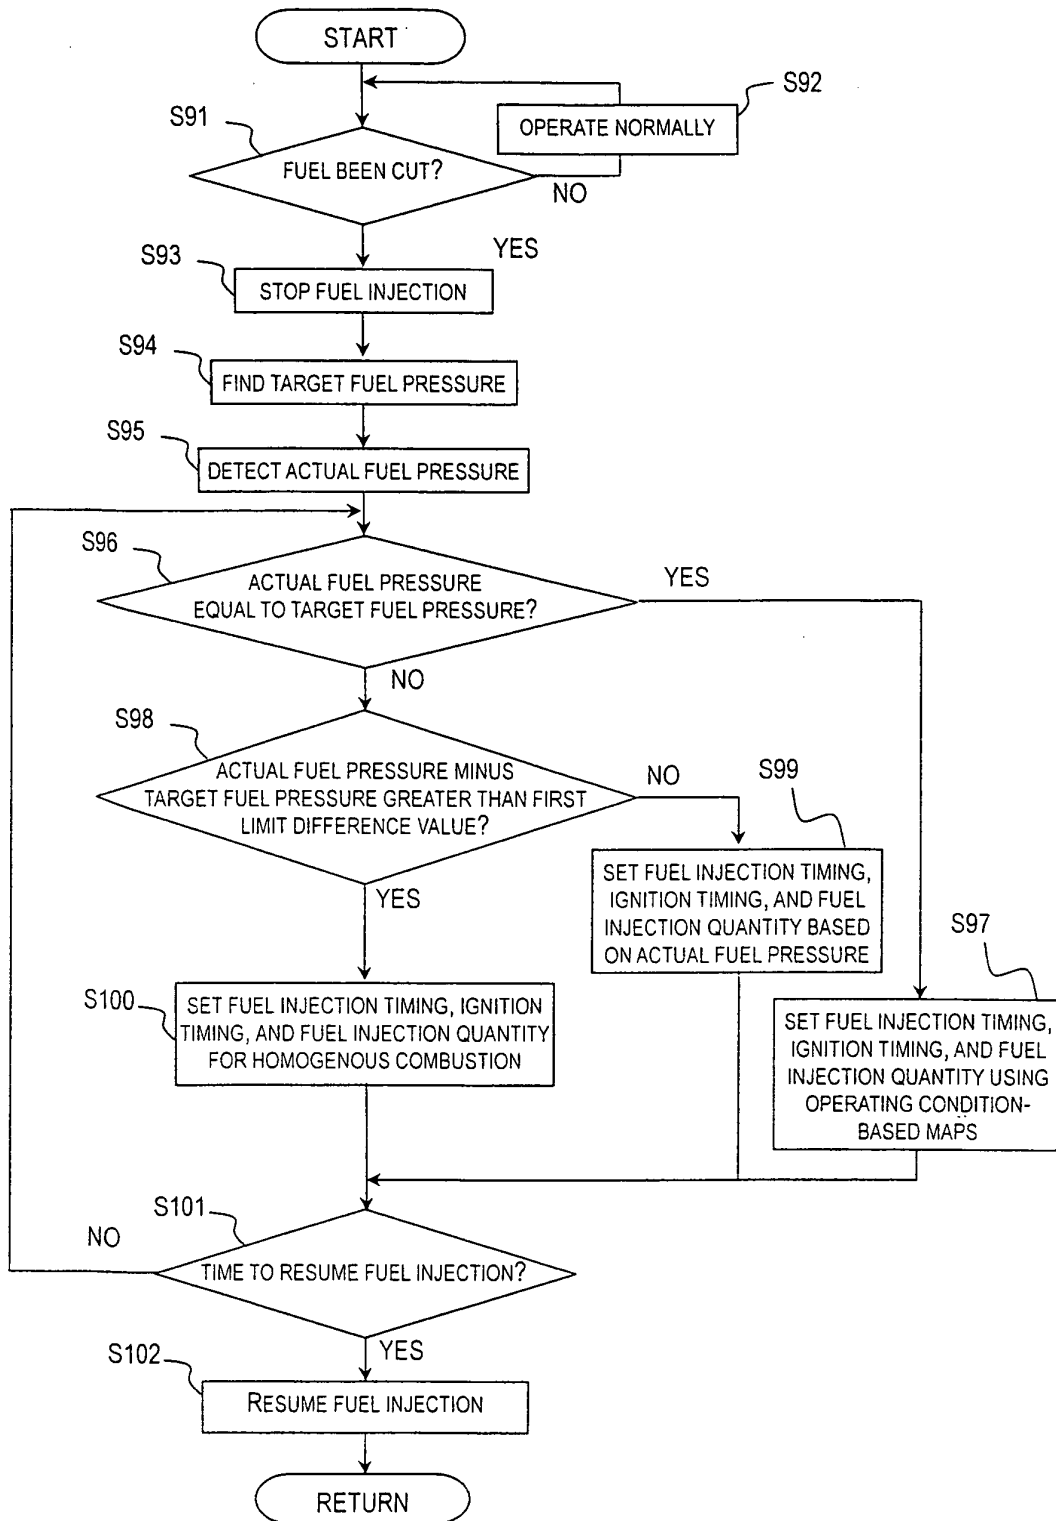 START
S92
OPERATE NORMALLY
S91
FUEL BEEN CUT?
NO
YES
S93
STOP FUEL INJECTION
S94
FIND TARGET FUEL PRESSURE
S95
DETECT ACTUAL FUEL PRESSURE
S96
ACTUAL FUEL PRESSURE
EQUAL TO TARGET FUEL PRESSURE?
YES
NO
S98
ACTUAL FUEL PRESSURE MINUS
TARGET FUEL PRESSURE GREATER THAN FIRST
LIMIT DIFFERENCE VALUE?
NO
YES
S99
SET FUEL INJECTION TIMING,
IGNITION TIMING, AND FUEL
INJECTION QUANTITY BASED
ON ACTUAL FUEL PRESSURE
S97
SET FUEL INJECTION TIMING,
IGNITION TIMING, AND FUEL
INJECTION QUANTITY USING
OPERATING CONDITION-
BASED MAPS
S100
SET FUEL INJECTION TIMING, IGNITION
TIMING, AND FUEL INJECTION QUANTITY
FOR HOMOGENOUS COMBUSTION
S101
NO
TIME TO RESUME FUEL INJECTION?
YES
S102
RESUME FUEL INJECTION
RETURN